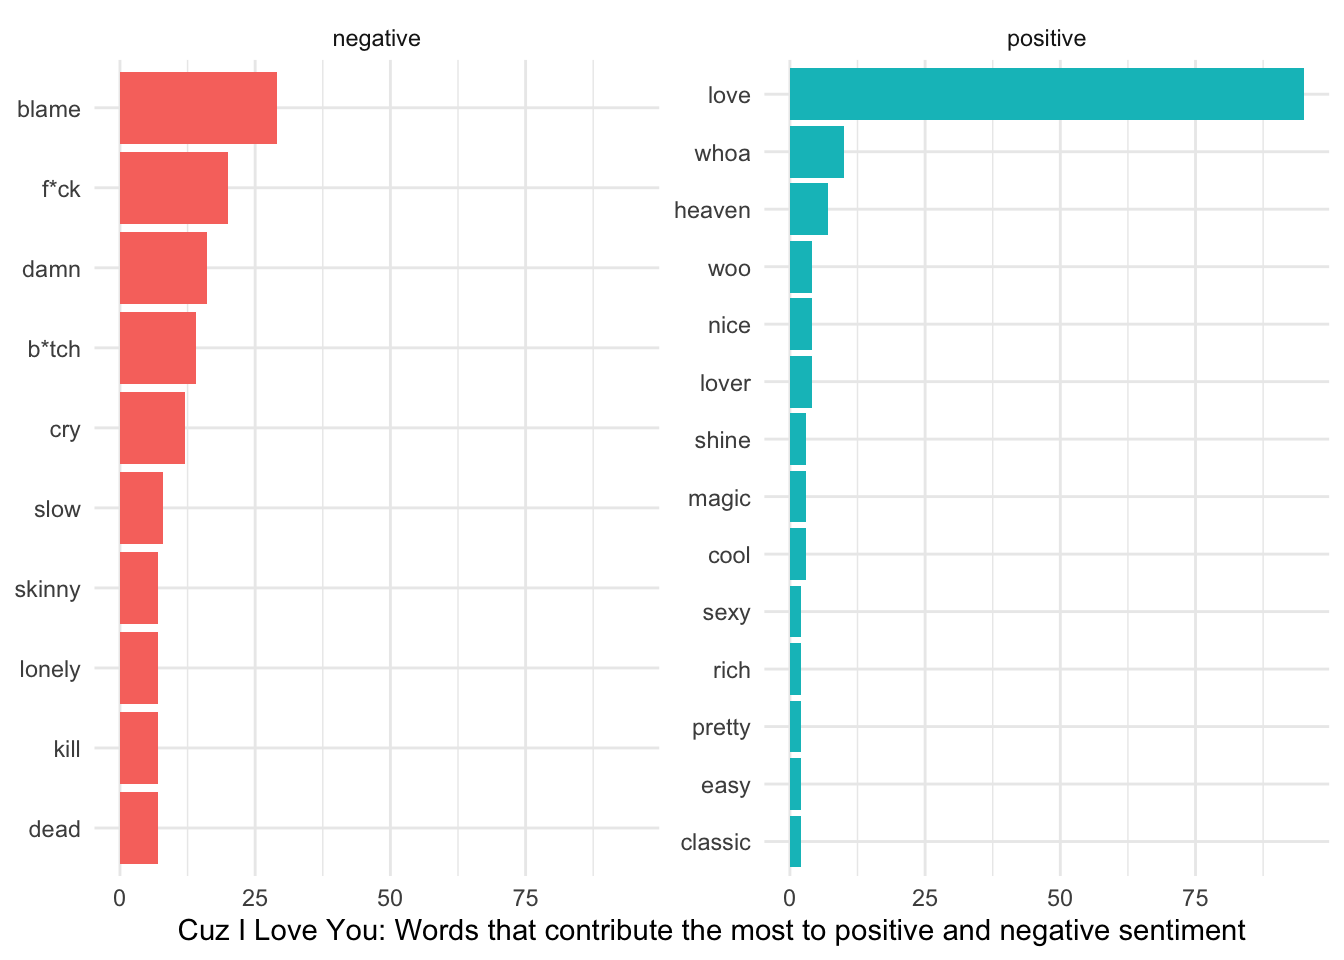 negative
blame
f*ck
damn
b*tch
cry
slow
skinny
lonely
kill
dead
0 25 50 75
positive
love
whoa
heaven
woo
nice
lover
shine
magic
cool
sexy
rich
pretty
easy
classic
0 25 50 75
Cuz I Love You: Words that contribute the most to positive and negative sentiment